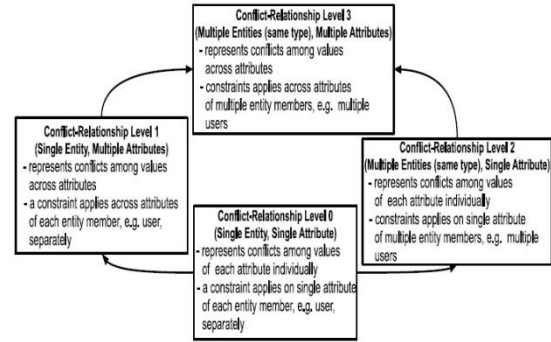 Conflict-Relationship Level 3
(Multiple Entities (same type), Multiple Attributes)
- represents conflicts among values
across attributes
- constraints applies across attributes
of multiple entity members, e.g. multiple
users
Conflict-Relationship Level 1
(Single Entity, Multiple Attributes)
- represents conflicts among values
across attributes
- a constraint applies across attributes
of each entity member, e.g. user,
separately
Conflict-Relationship Level 2
(Multiple Entities (same type), Single Attribute)
- represents conflicts among values
of each attribute individually
- constraints applies on single attribute
of multiple entity members, e.g. multiple
users
Conflict-Relationship Level 0
(Single Entity, Single Attribute)
- represents conflicts among values
of each attribute individually
- a constraint applies on single attribute
of each entity member, e.g. user,
separately